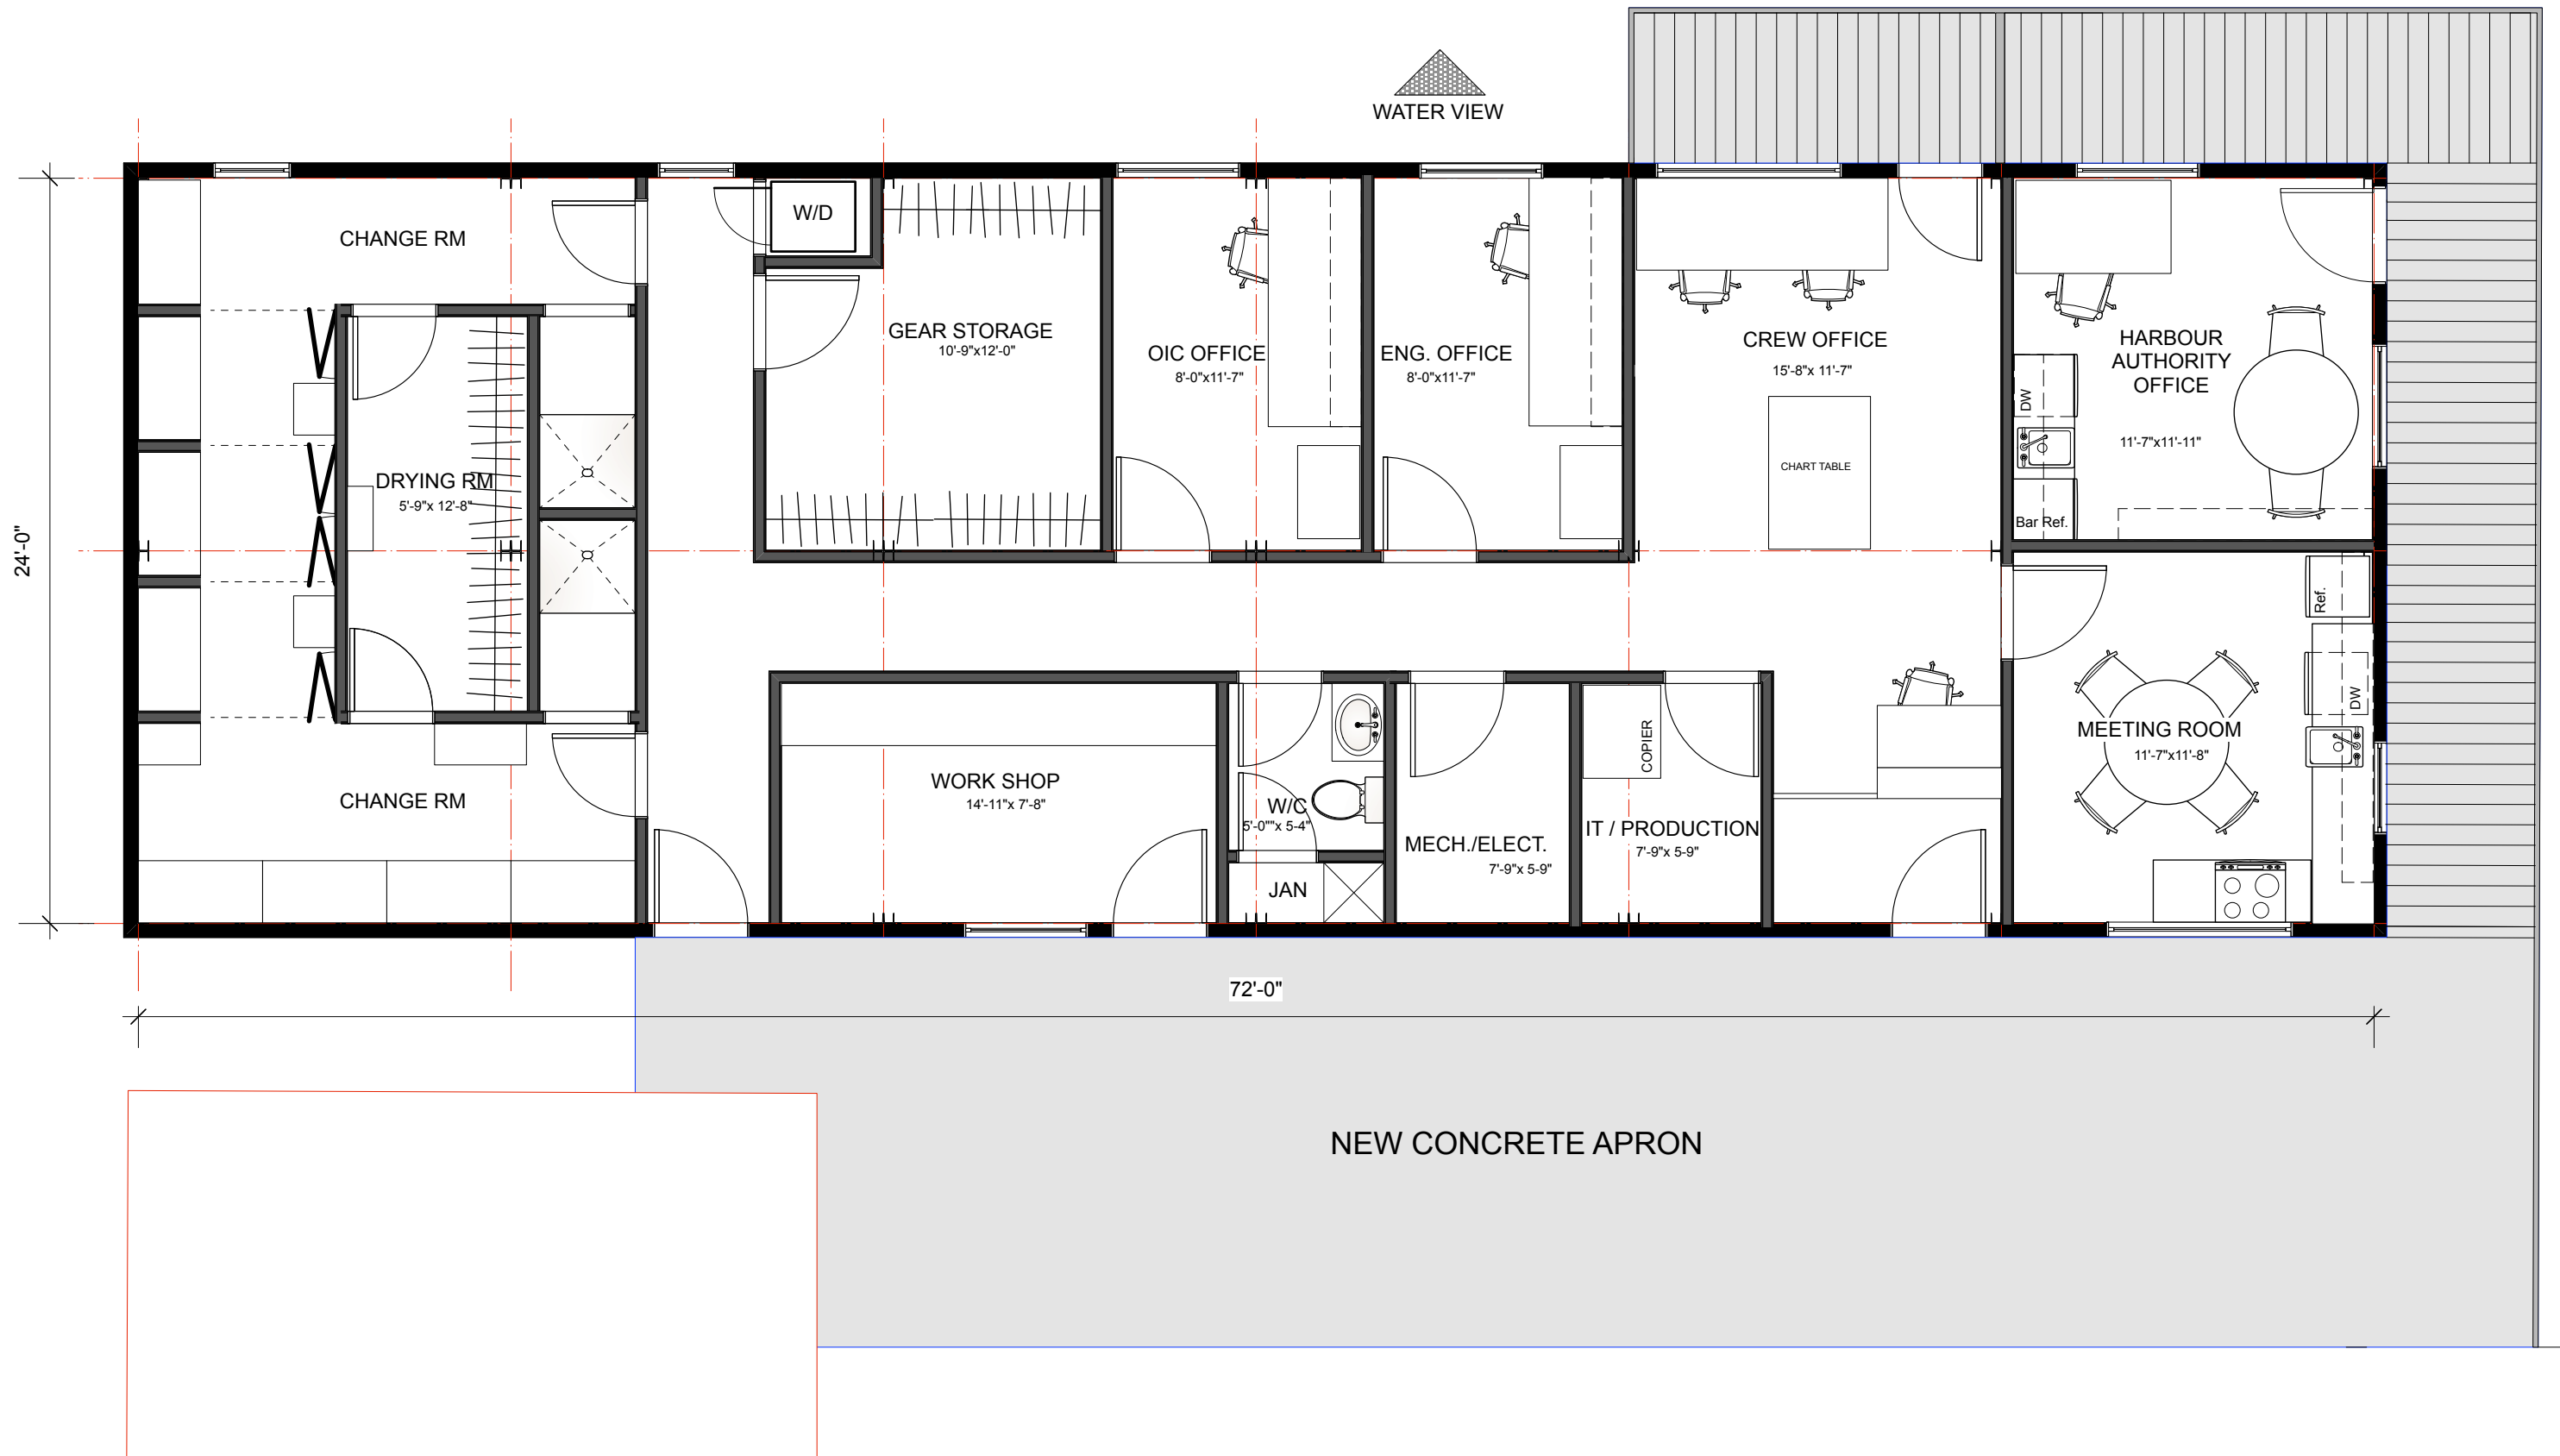 WATER VIEW
CHANGE RM
W/D
GEAR STORAGE
10'-9"x12'-0"
OIC OFFICE
8'-0"x11'-7"
ENG. OFFICE
8'-0"x11'-7"
CREW OFFICE
15'-8"x 11'-7"
CHART TABLE
HARBOUR
AUTHORITY
OFFICE
11'-7"x11'-11"
DW
Bar Ref.
DRYING RM
5'-9"x 12'-8"
24'-0"
CHANGE RM
WORK SHOP
14'-11"x 7'-8"
W/C
5'-0""x 5-4"
JAN
MECH./ELECT.
7'-9"x 5-9"
COPIER
IT / PRODUCTION
7'-9"x 5-9"
Ref.
DW
MEETING ROOM
11'-7"x11'-8"
72'-0"
NEW CONCRETE APRON